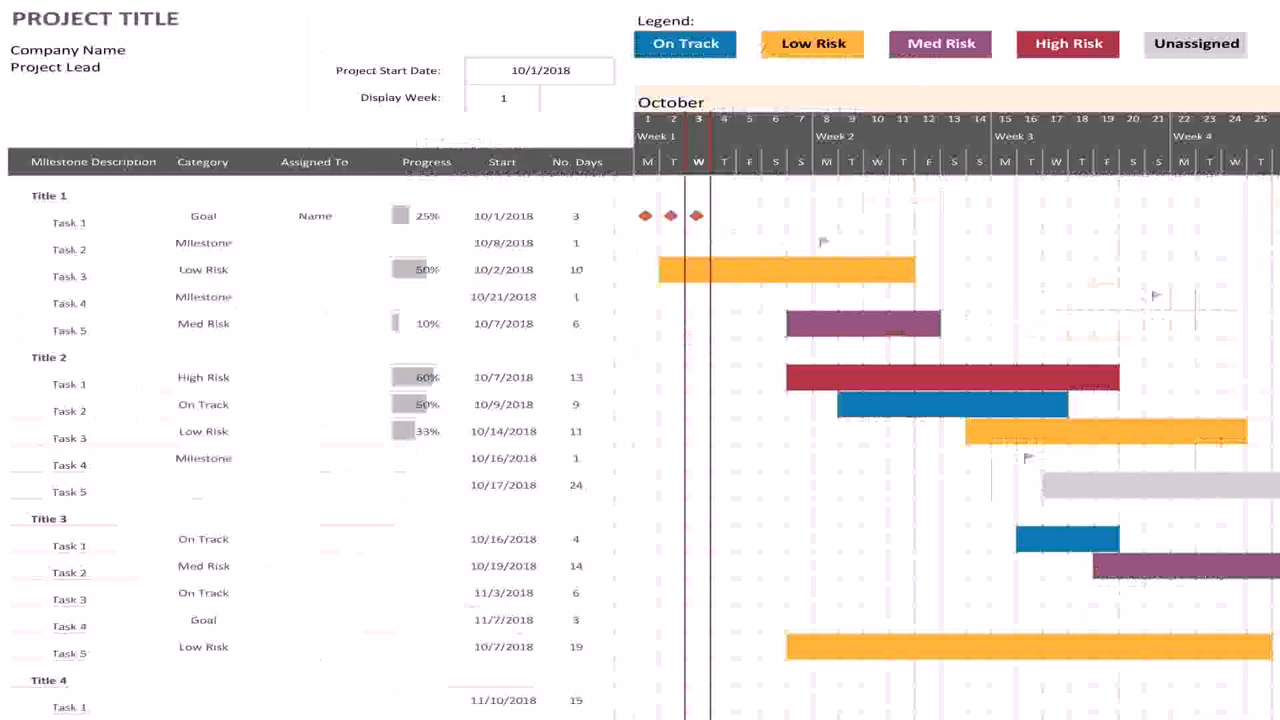 PROJECT TITLE
Company Name
Project Lead
Project Start Date: 10/1/2018
Display Week: 1
Legend:
On Track Low Risk Med Risk High Risk Unassigned
October
1 2 3 4 5 6 7 8 9 10 11 12 13 14 15 16 17 18 19 20 21 22 23 24 25
Week 1 Week 2 Week 3 Week 4
Milestone Description Category Assigned To Progress Start No. Days M T W T F S S M T W T F S S M T W T F S S M T W T
Title 1
Task 1 Goal Name 25% 10/1/2018 3
Task 2 Milestone 10/8/2018 1
Task 3 Low Risk 50% 10/2/2018 10
Task 4 Milestone 10/21/2018 1
Task 5 Med Risk 10% 10/7/2018 6
Title 2
Task 1 High Risk 60% 10/7/2018 13
Task 2 On Track 50% 10/9/2018 9
Task 3 Low Risk 33% 10/14/2018 11
Task 4 Milestone 10/16/2018 1
Task 5 10/17/2018 24
Title 3
Task 1 On Track 10/16/2018 4
Task 2 Med Risk 10/19/2018 14
Task 3 On Track 11/3/2018 6
Task 4 Goal 11/7/2018 3
Task 5 Low Risk 10/7/2018 19
Title 4
Task 1 11/10/2018 15